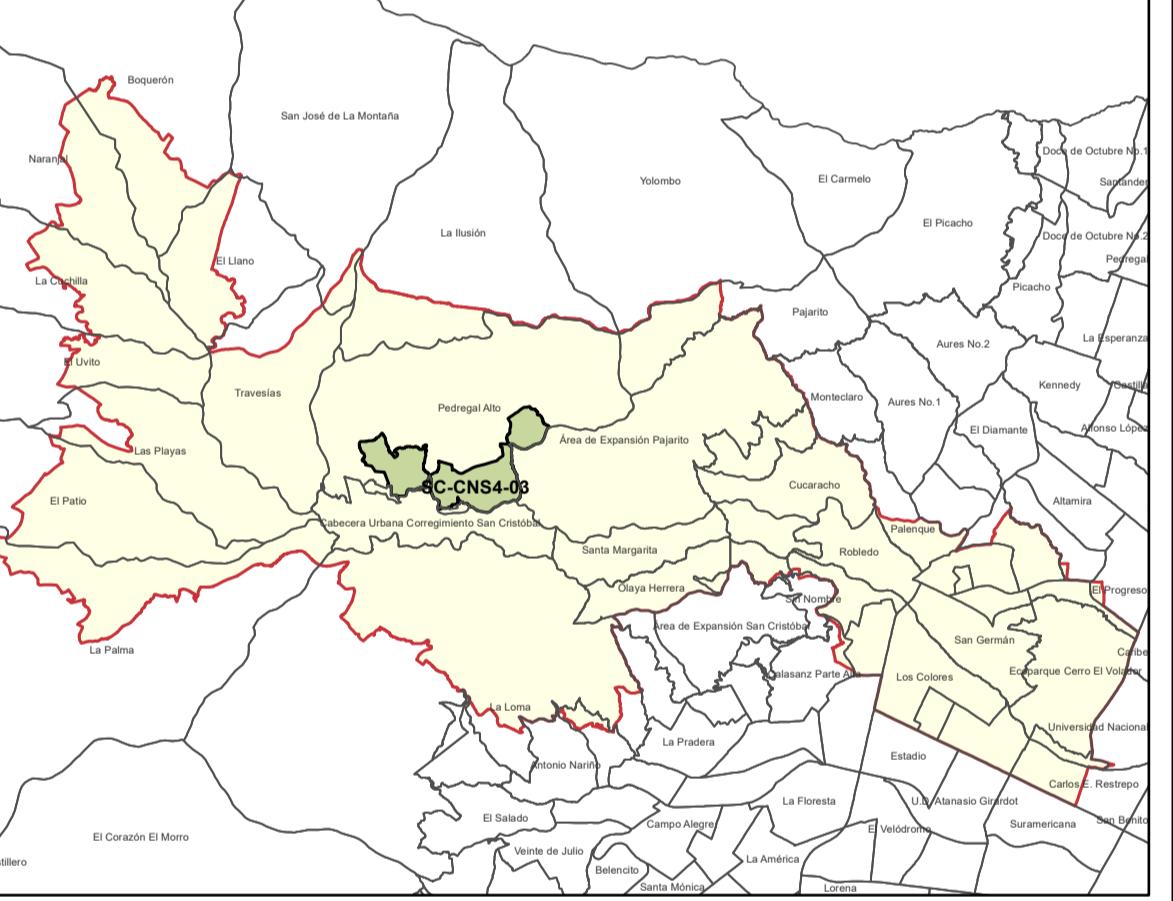 Boquerón
San José de La Montaña
Doce de Octubre No.1
Naranjal
Yolombo
El Carmelo
Santander
El Picacho
La Ilusión
Doce de Octubre No.2
El Llano
Pedregal
La Cuchilla
Picacho
Pajarito
La Esperanza
Aures No.2
El Uvito
Kennedy
Castilla
Travesías
Monteclaro
Aures No.1
Pedregal Alto
Alfonso López
El Diamante
Área de Expansión Pajarito
Las Playas
Cucaracho
SC-CNS4-03
El Patio
Altamira
Cabecera Urbana Corregimiento San Cristóbal
Palenque
Santa Margarita
Robledo
Olaya Herrera
El Progreso
Sin Nombre
Área de Expansión San Cristóbal
San Germán
La Palma
Caribe
Calasanz Parte Alta
Los Colores
Ecoparque Cerro El Volador
La Loma
Universidad Nacional
La Pradera
Estadio
Antonio Nariño
Carlos E. Restrepo
La Floresta
U.D. Atanasio Girardot
El Salado
Campo Alegre
El Velódromo
Suramericana
San Benito
El Corazón El Morro
Veinte de Julio
La América
tillero
Belencito
Santa Mónica
Lorena